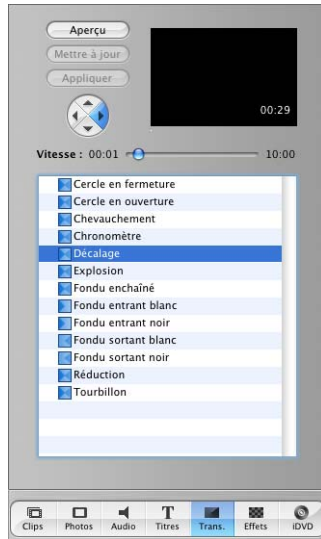 Aperçu
Mettre à jour
Appliquer
00:29
Vitesse : 00:01 10:00
Cercle en fermeture
Cercle en ouverture
Chevauchement
Chronomètre
Décalage
Explosion
Fondu enchaîné
Fondu entrant blanc
Fondu entrant noir
Fondu sortant blanc
Fondu sortant noir
Réduction
Tourbillon
Clips Photos Audio Titres Trans. Effets iDVD